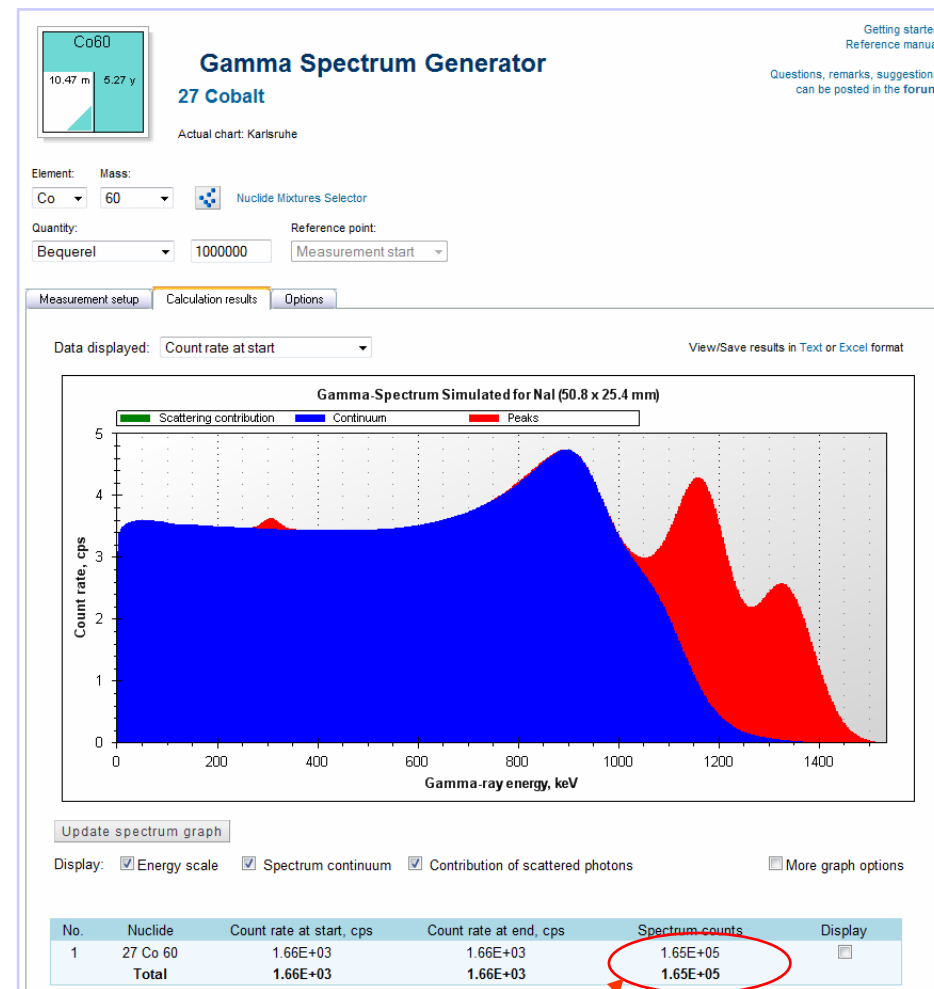 Co60
10.47 m 5.27 y
Gamma Spectrum Generator
27 Cobalt
Actual chart: Karlsruhe
Getting starte
Reference manua
Questions, remarks, suggestion
can be posted in the forun
Element: Mass:
Co 60 Nuclide Mixtures Selector
Quantity: Reference point:
Bequerel 1000000 Measurement start
Measurement setup Calculation results Options
Data displayed: Count rate at start View/Save results in Text or Excel format
Gamma-Spectrum Simulated for NaI (50.8 x 25.4 mm)
Scattering contribution Continuum Peaks
5
4
3
2
1
0
Count rate, cps
0 200 400 600 800 1000 1200 1400
Gamma-ray energy, keV
Update spectrum graph
Display: Energy scale Spectrum continuum Contribution of scattered photons More graph options
No. Nuclide Count rate at start, cps Count rate at end, cps Spectrum counts Display
1 27 Co 60 1.66E+03 1.66E+03 1.65E+05
Total 1.66E+03 1.66E+03 1.65E+05